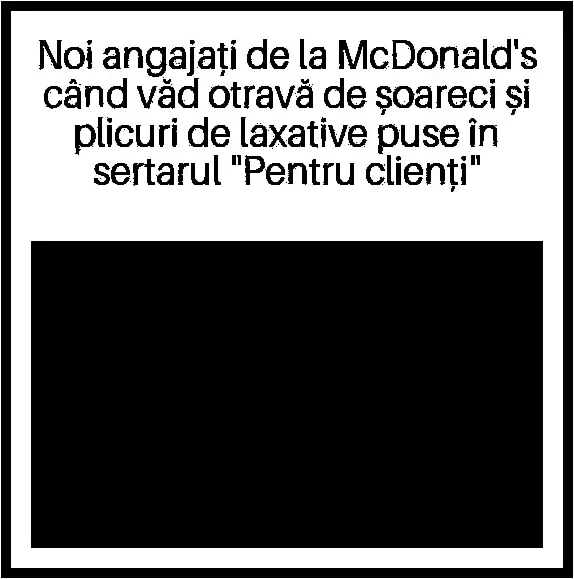 Noi angajați de la McDonald's
când văd otravă de șoareci și
plicuri de laxative puse în
sertarul "Pentru clienți"